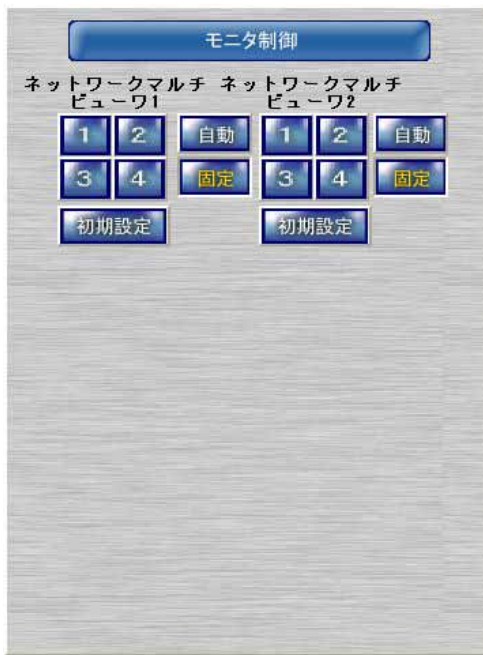 モニタ制御
ネットワークマルチ ネットワークマルチ
ビューワ1 ビューワ2
1 2 自動 1 2 自動
3 4 固定 3 4 固定
初期設定 初期設定